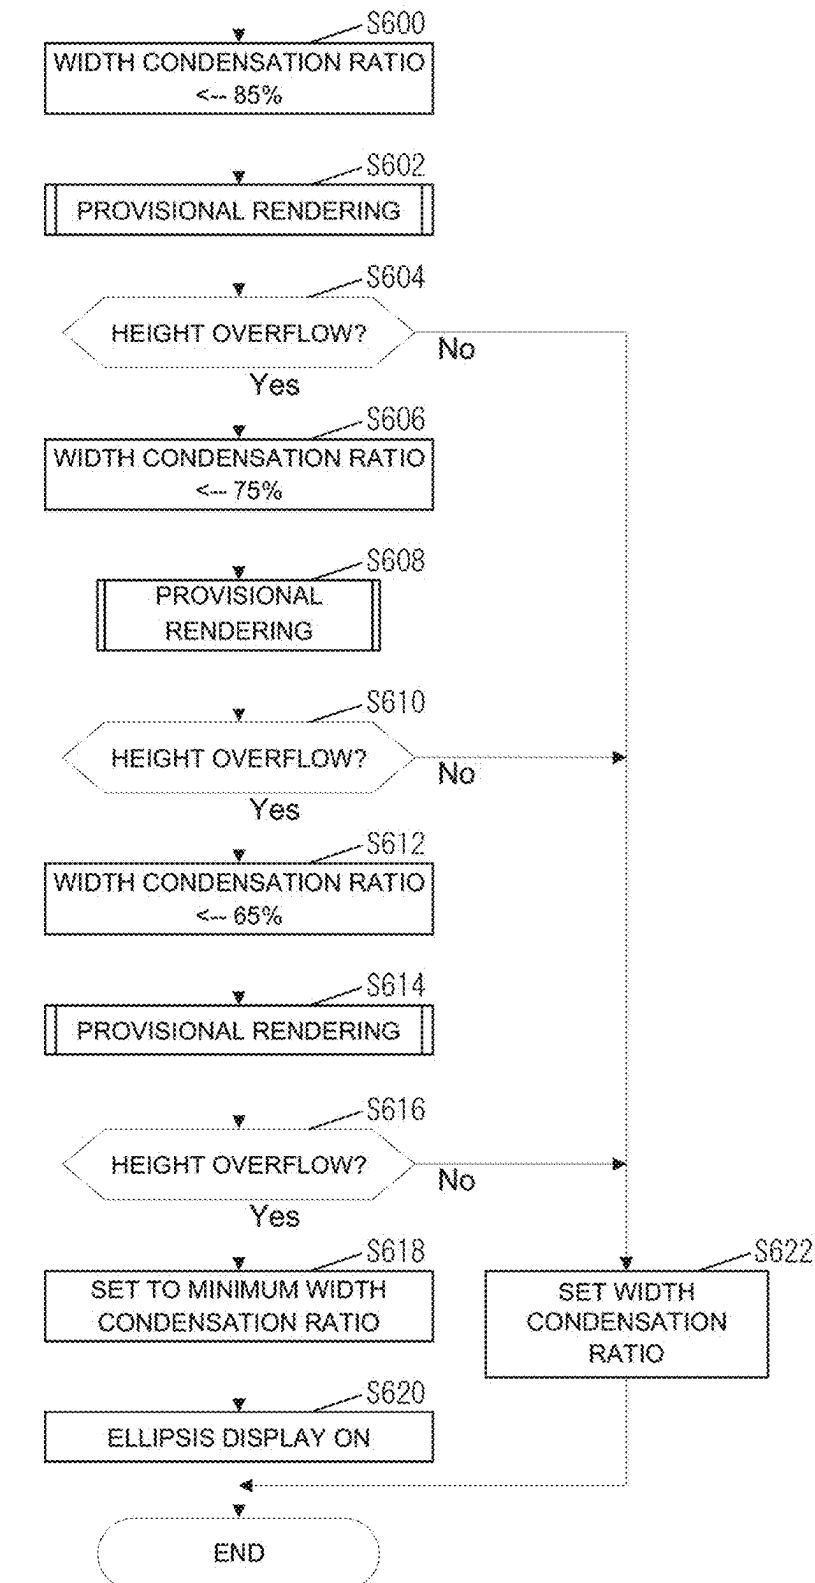 S600
WIDTH CONDENSATION RATIO
<-- 85%
S602
PROVISIONAL RENDERING
S604
HEIGHT OVERFLOW?
No
Yes
S606
WIDTH CONDENSATION RATIO
<-- 75%
S608
PROVISIONAL
RENDERING
S610
HEIGHT OVERFLOW?
No
Yes
S612
WIDTH CONDENSATION RATIO
<-- 65%
S614
PROVISIONAL RENDERING
S616
HEIGHT OVERFLOW?
No
Yes
S618
SET TO MINIMUM WIDTH
CONDENSATION RATIO
S622
SET WIDTH
CONDENSATION
RATIO
S620
ELLIPSIS DISPLAY ON
END